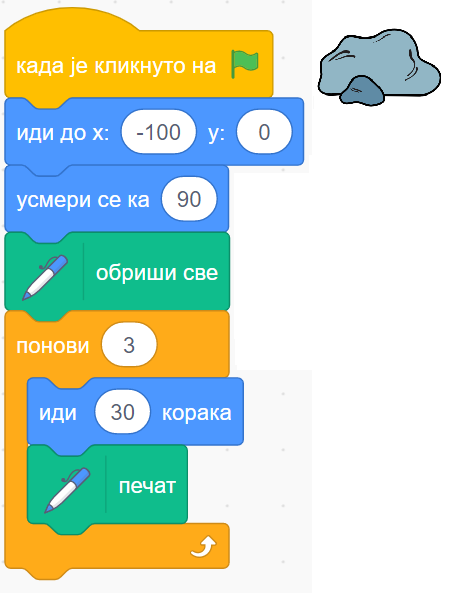 када је кликнуто на
иди до x: -100 y: 0
усмери се ка 90
обриши све
понови 3
иди 30 корака
печат